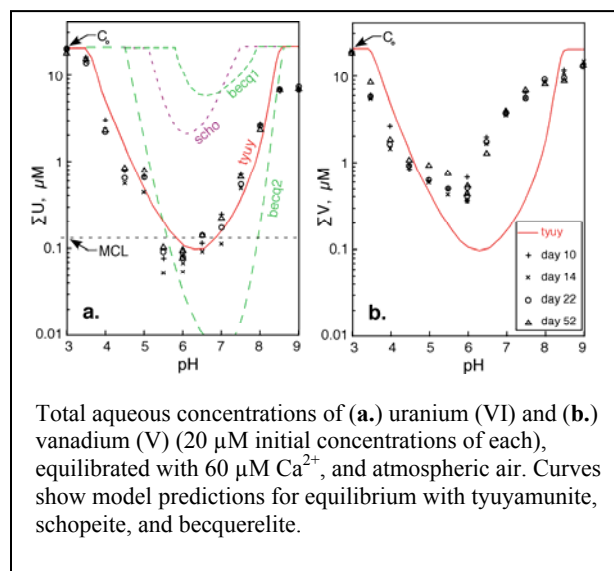 C₀
C₀
10
1
0.1
0.01
ΣU, µM
becq1
scho
tyuy
becq2
MCL
a.
3 4 5 6 7 8 9
pH
10
1
0.1
0.01
ΣV, µM
tyuy
day 10
day 14
day 22
day 52
b.
3 4 5 6 7 8 9
pH
Total aqueous concentrations of (a.) uranium (VI) and (b.)
vanadium (V) (20 µM initial concentrations of each),
equilibrated with 60 µM Ca²⁺, and atmospheric air. Curves
show model predictions for equilibrium with tyuyamunite,
schopeite, and becquerelite.